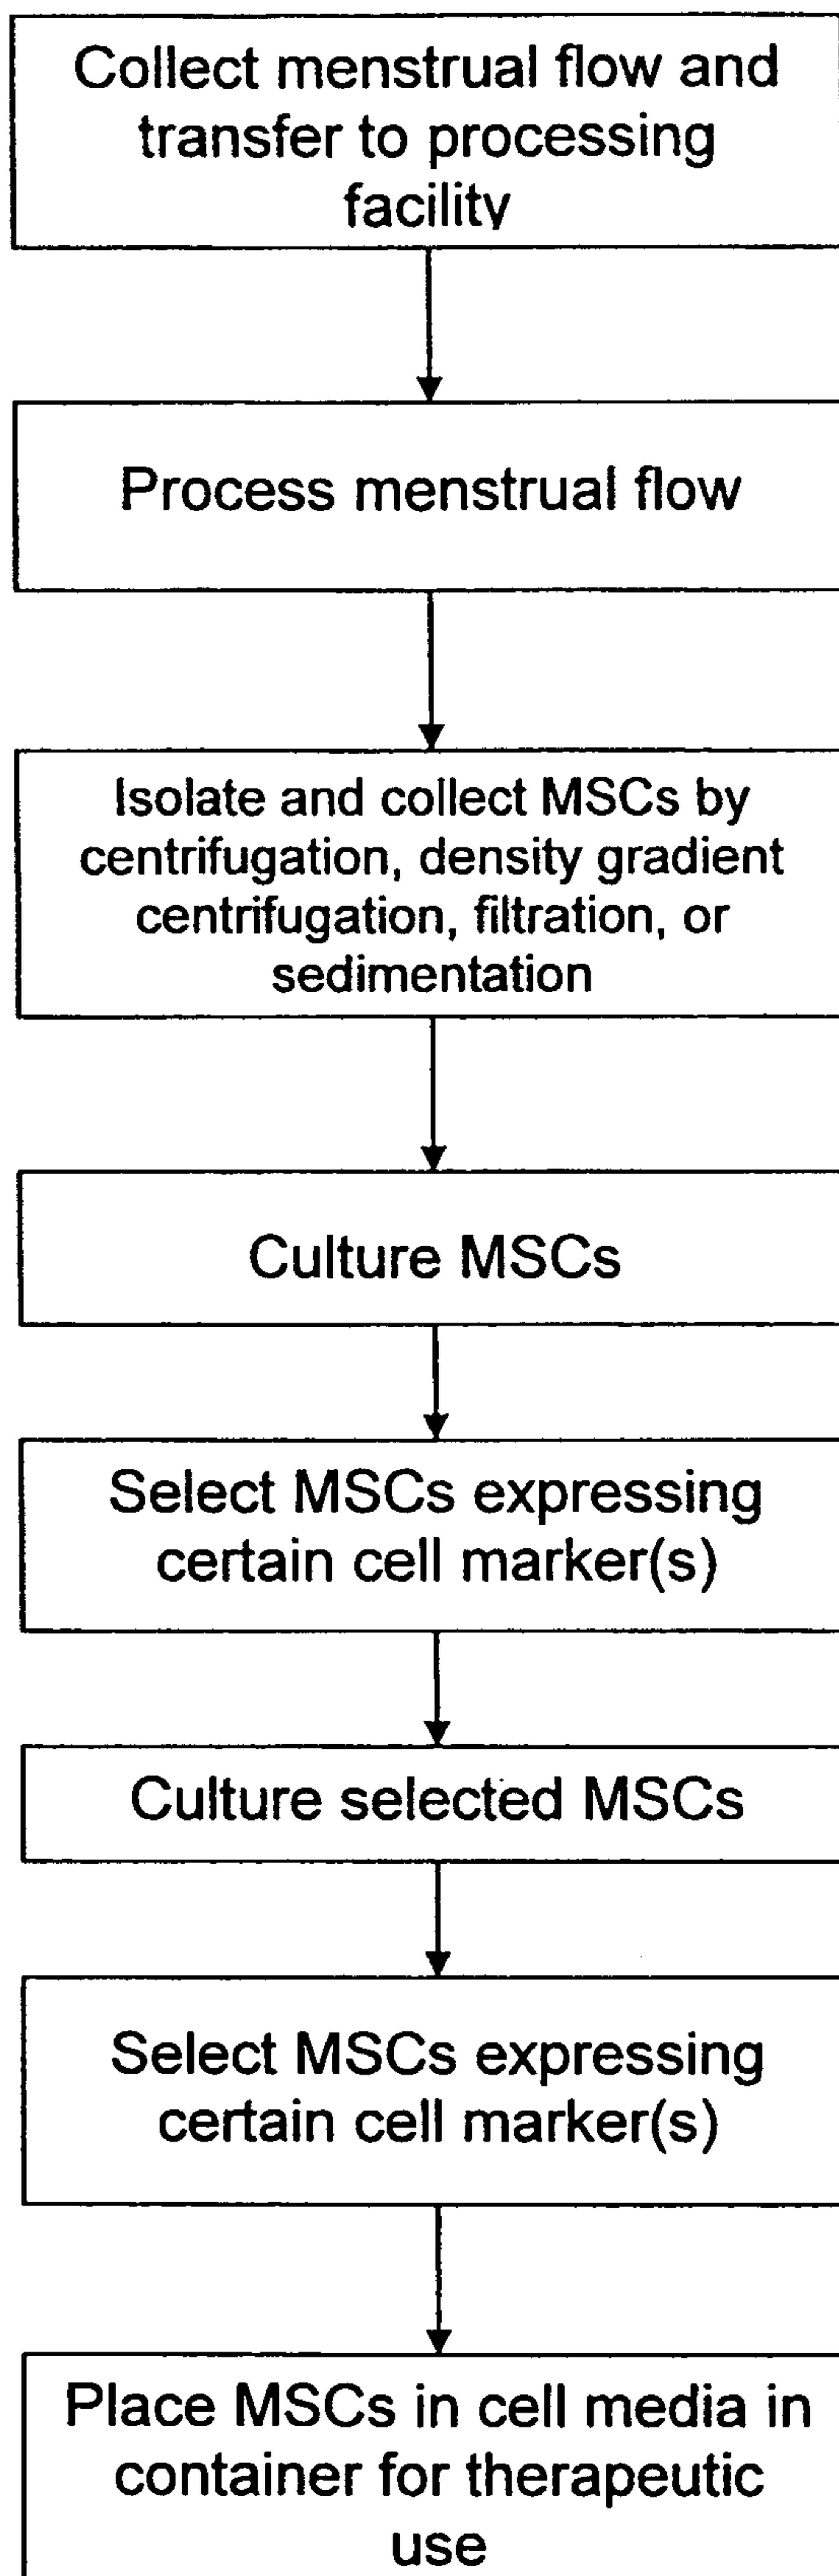 Collect menstrual flow and
transfer to processing
facility
Process menstrual flow
Isolate and collect MSCs by
centrifugation, density gradient
centrifugation, filtration, or
sedimentation
Culture MSCs
Select MSCs expressing
certain cell marker(s)
Culture selected MSCs
Select MSCs expressing
certain cell marker(s)
Place MSCs in cell media in
container for therapeutic
use